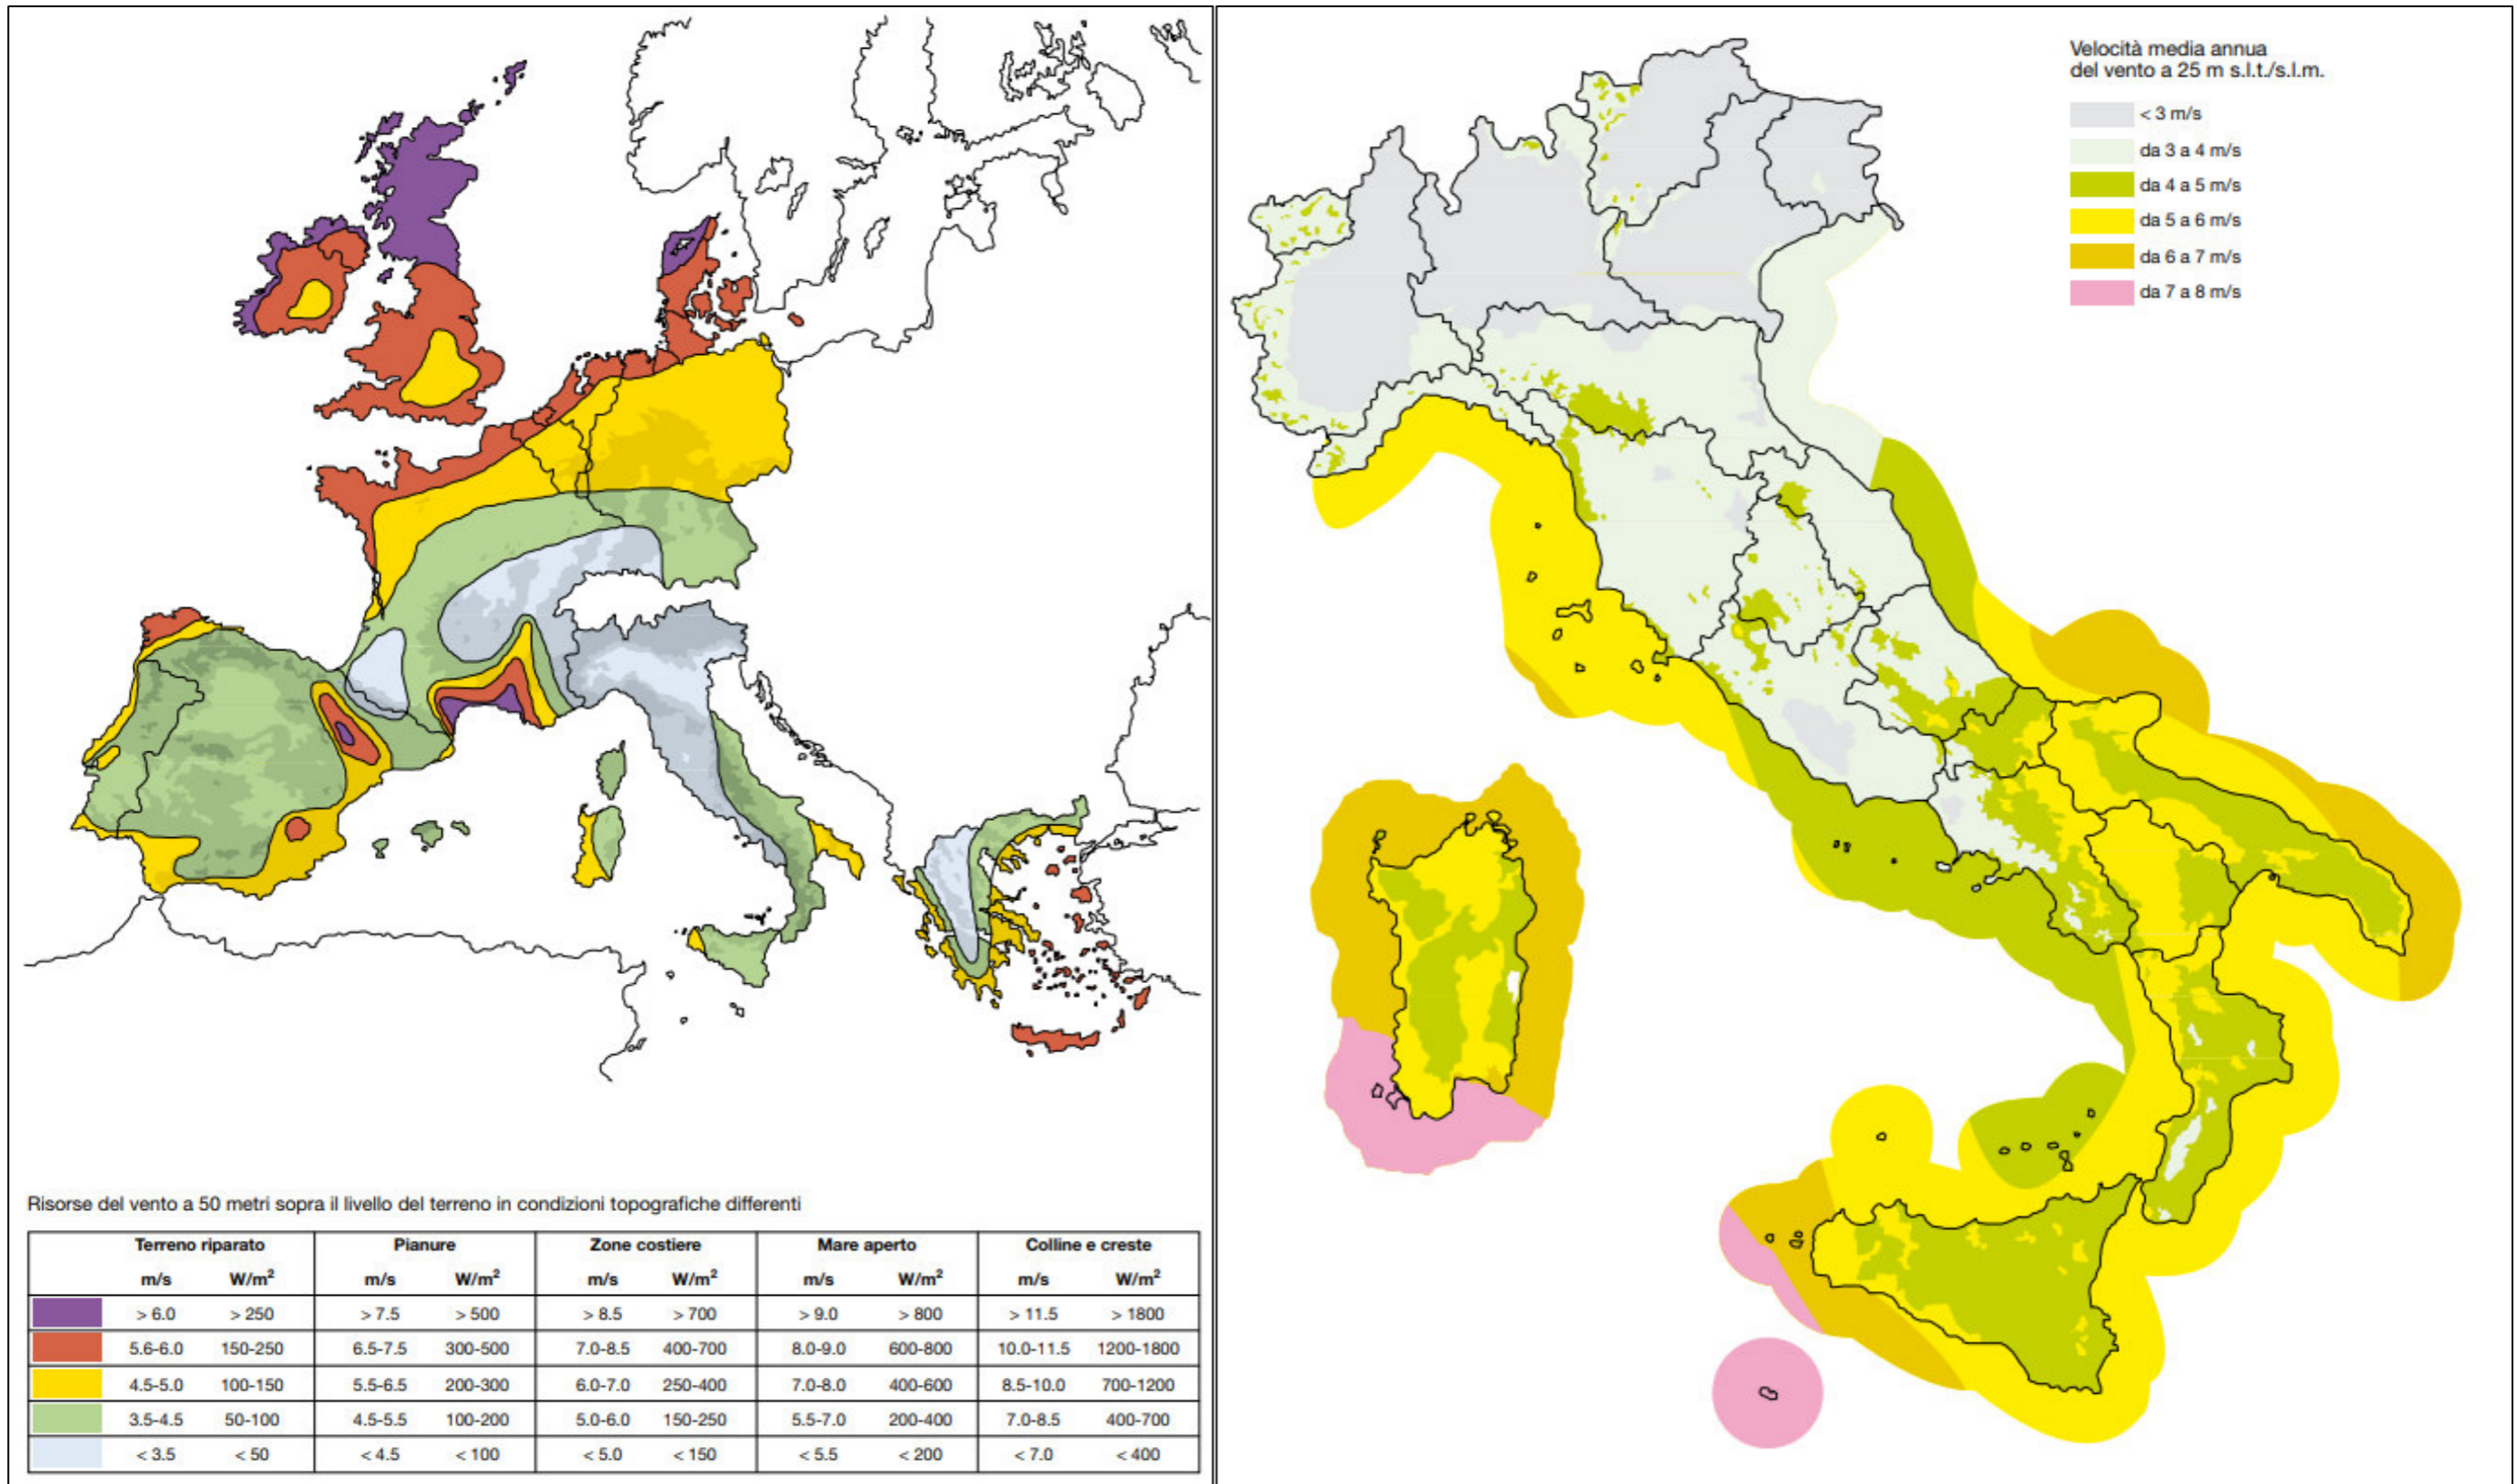 Risorse del vento a 50 metri sopra il livello del terreno in condizioni topografiche differenti
Terreno riparato Pianure Zone costiere Mare aperto Colline e creste
m/s W/m² m/s W/m² m/s W/m² m/s W/m² m/s W/m²
> 6.0 > 250 > 7.5 > 500 > 8.5 > 700 > 9.0 > 800 > 11.5 > 1800
5.6-6.0 150-250 6.5-7.5 300-500 7.0-8.5 400-700 8.0-9.0 600-800 10.0-11.5 1200-1800
4.5-5.0 100-150 5.5-6.5 200-300 6.0-7.0 250-400 7.0-8.0 400-600 8.5-10.0 700-1200
3.5-4.5 50-100 4.5-5.5 100-200 5.0-6.0 150-250 5.5-7.0 200-400 7.0-8.5 400-700
< 3.5 < 50 < 4.5 < 100 < 5.0 < 150 < 5.5 < 200 < 7.0 < 400
Velocità media annua
del vento a 25 m s.l.t./s.l.m.
< 3 m/s
da 3 a 4 m/s
da 4 a 5 m/s
da 5 a 6 m/s
da 6 a 7 m/s
da 7 a 8 m/s